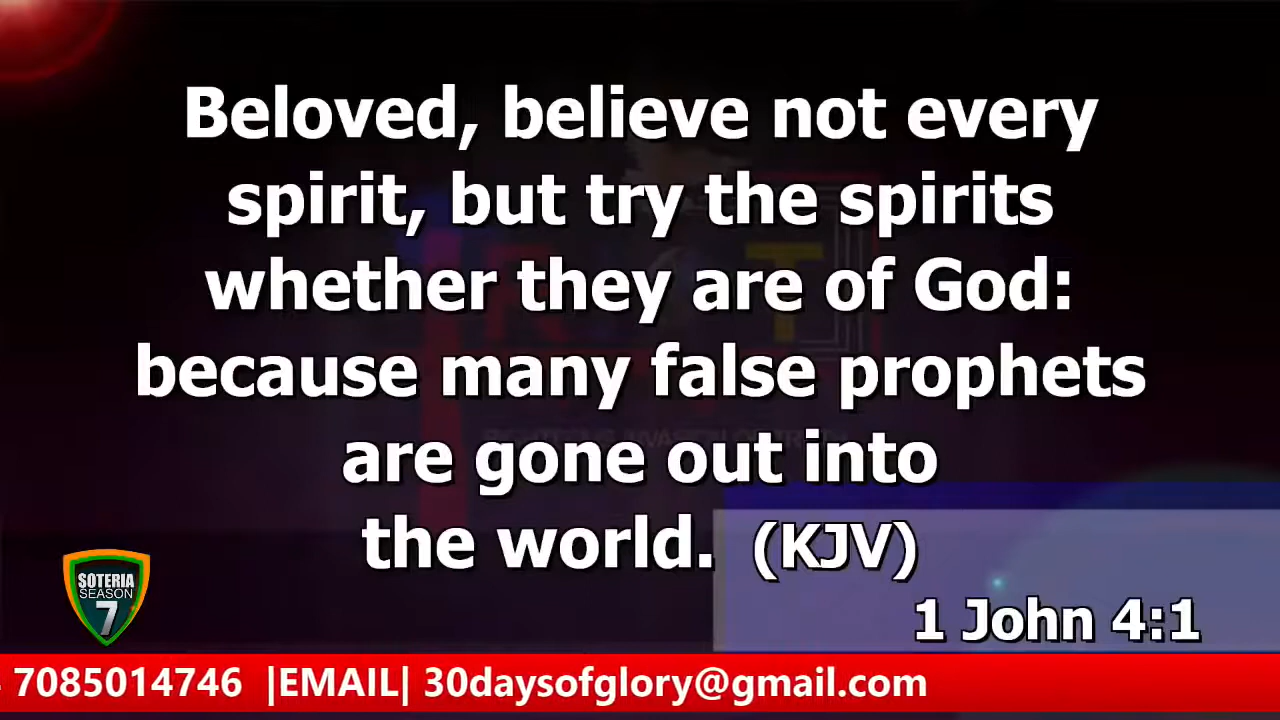 Beloved, believe not every
spirit, but try the spirits
whether they are of God:
because many false prophets
are gone out into
the world. (KJV)
1 John 4:1
SOTERIA
SEASON
7
7085014746 |EMAIL| 30daysofglory@gmail.com